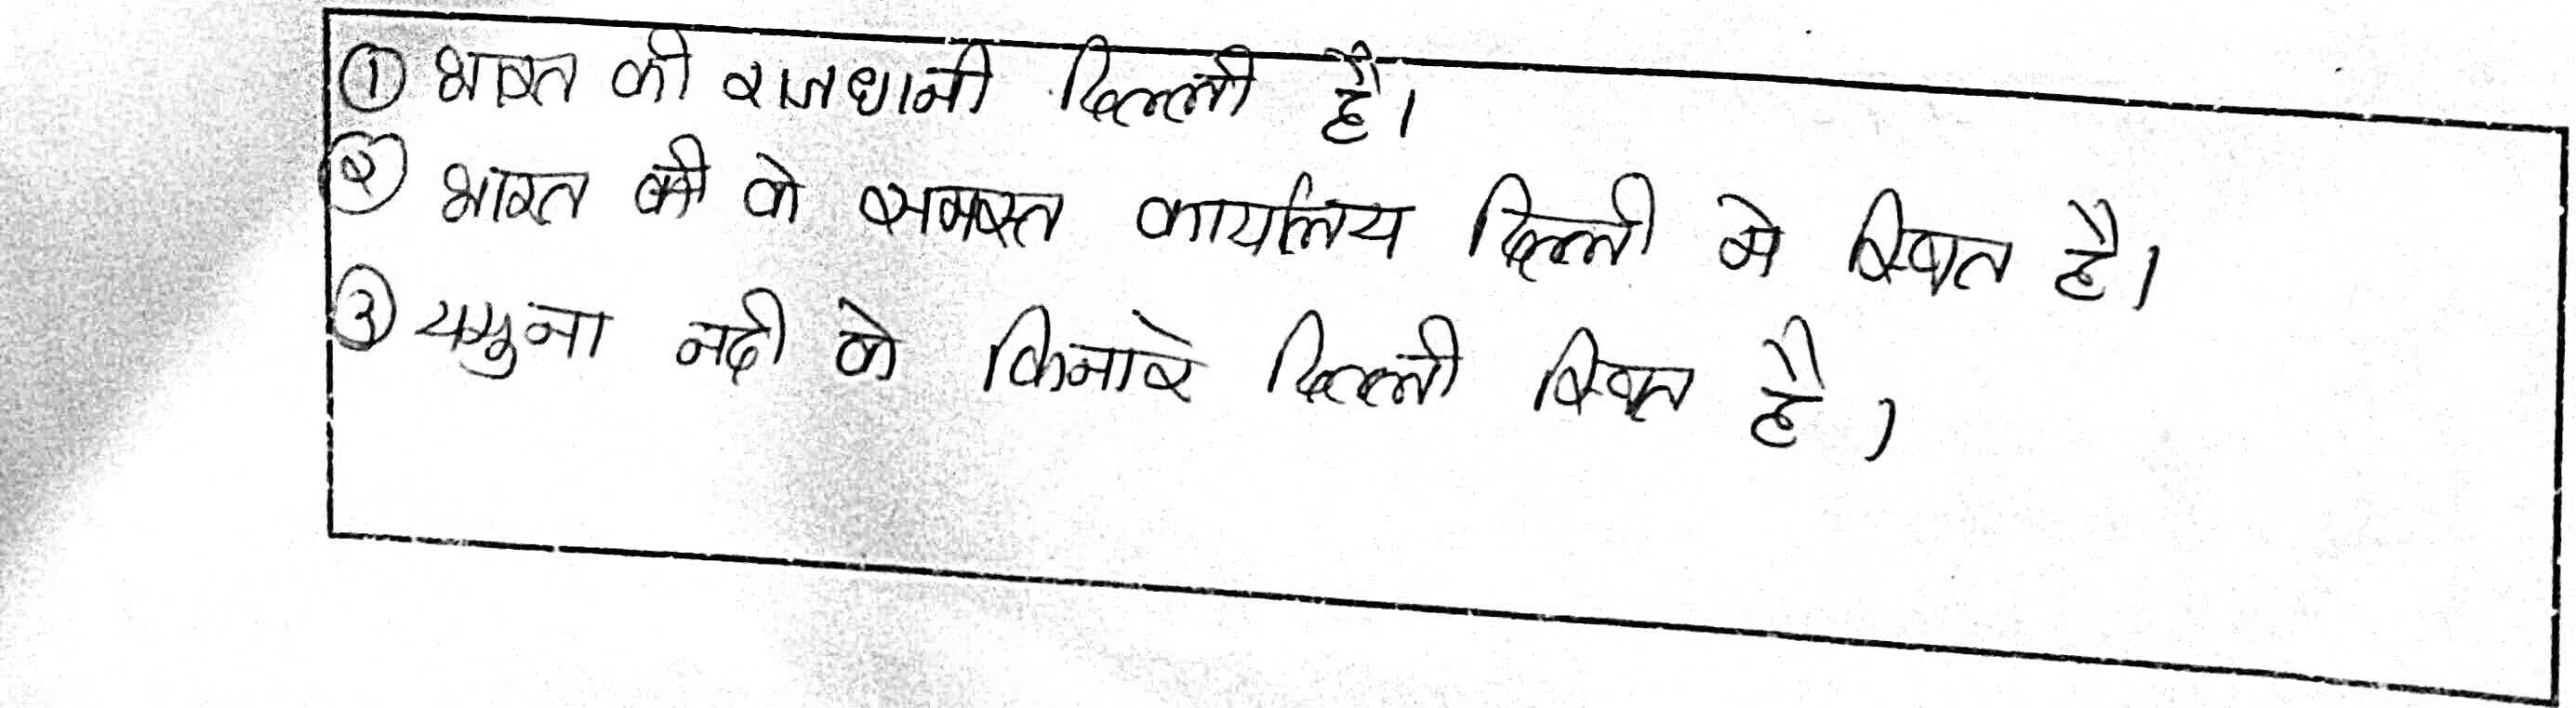 ① भारत की राजधानी दिल्ली है।
② भारत की के समस्त कार्यालय दिल्ली मे स्थित है।
③ यमुना नदी के किनारे दिल्ली स्थित है।